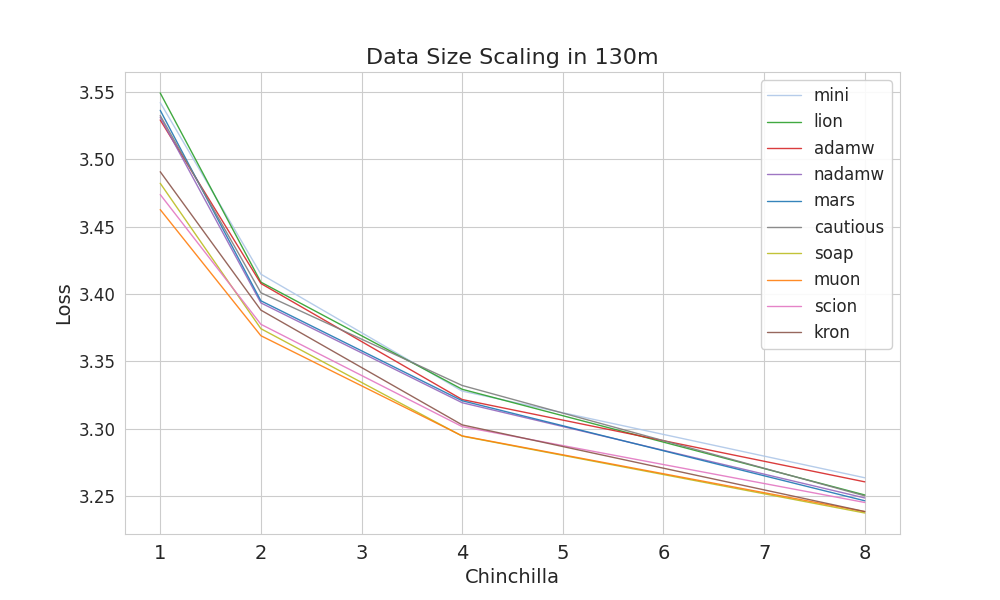 Data Size Scaling in 130m
3.55
3.50
3.45
3.40
3.35
3.30
3.25
Loss
mini
lion
adamw
nadamw
mars
cautious
soap
muon
scion
kron
1 2 3 4 5 6 7 8
Chinchilla